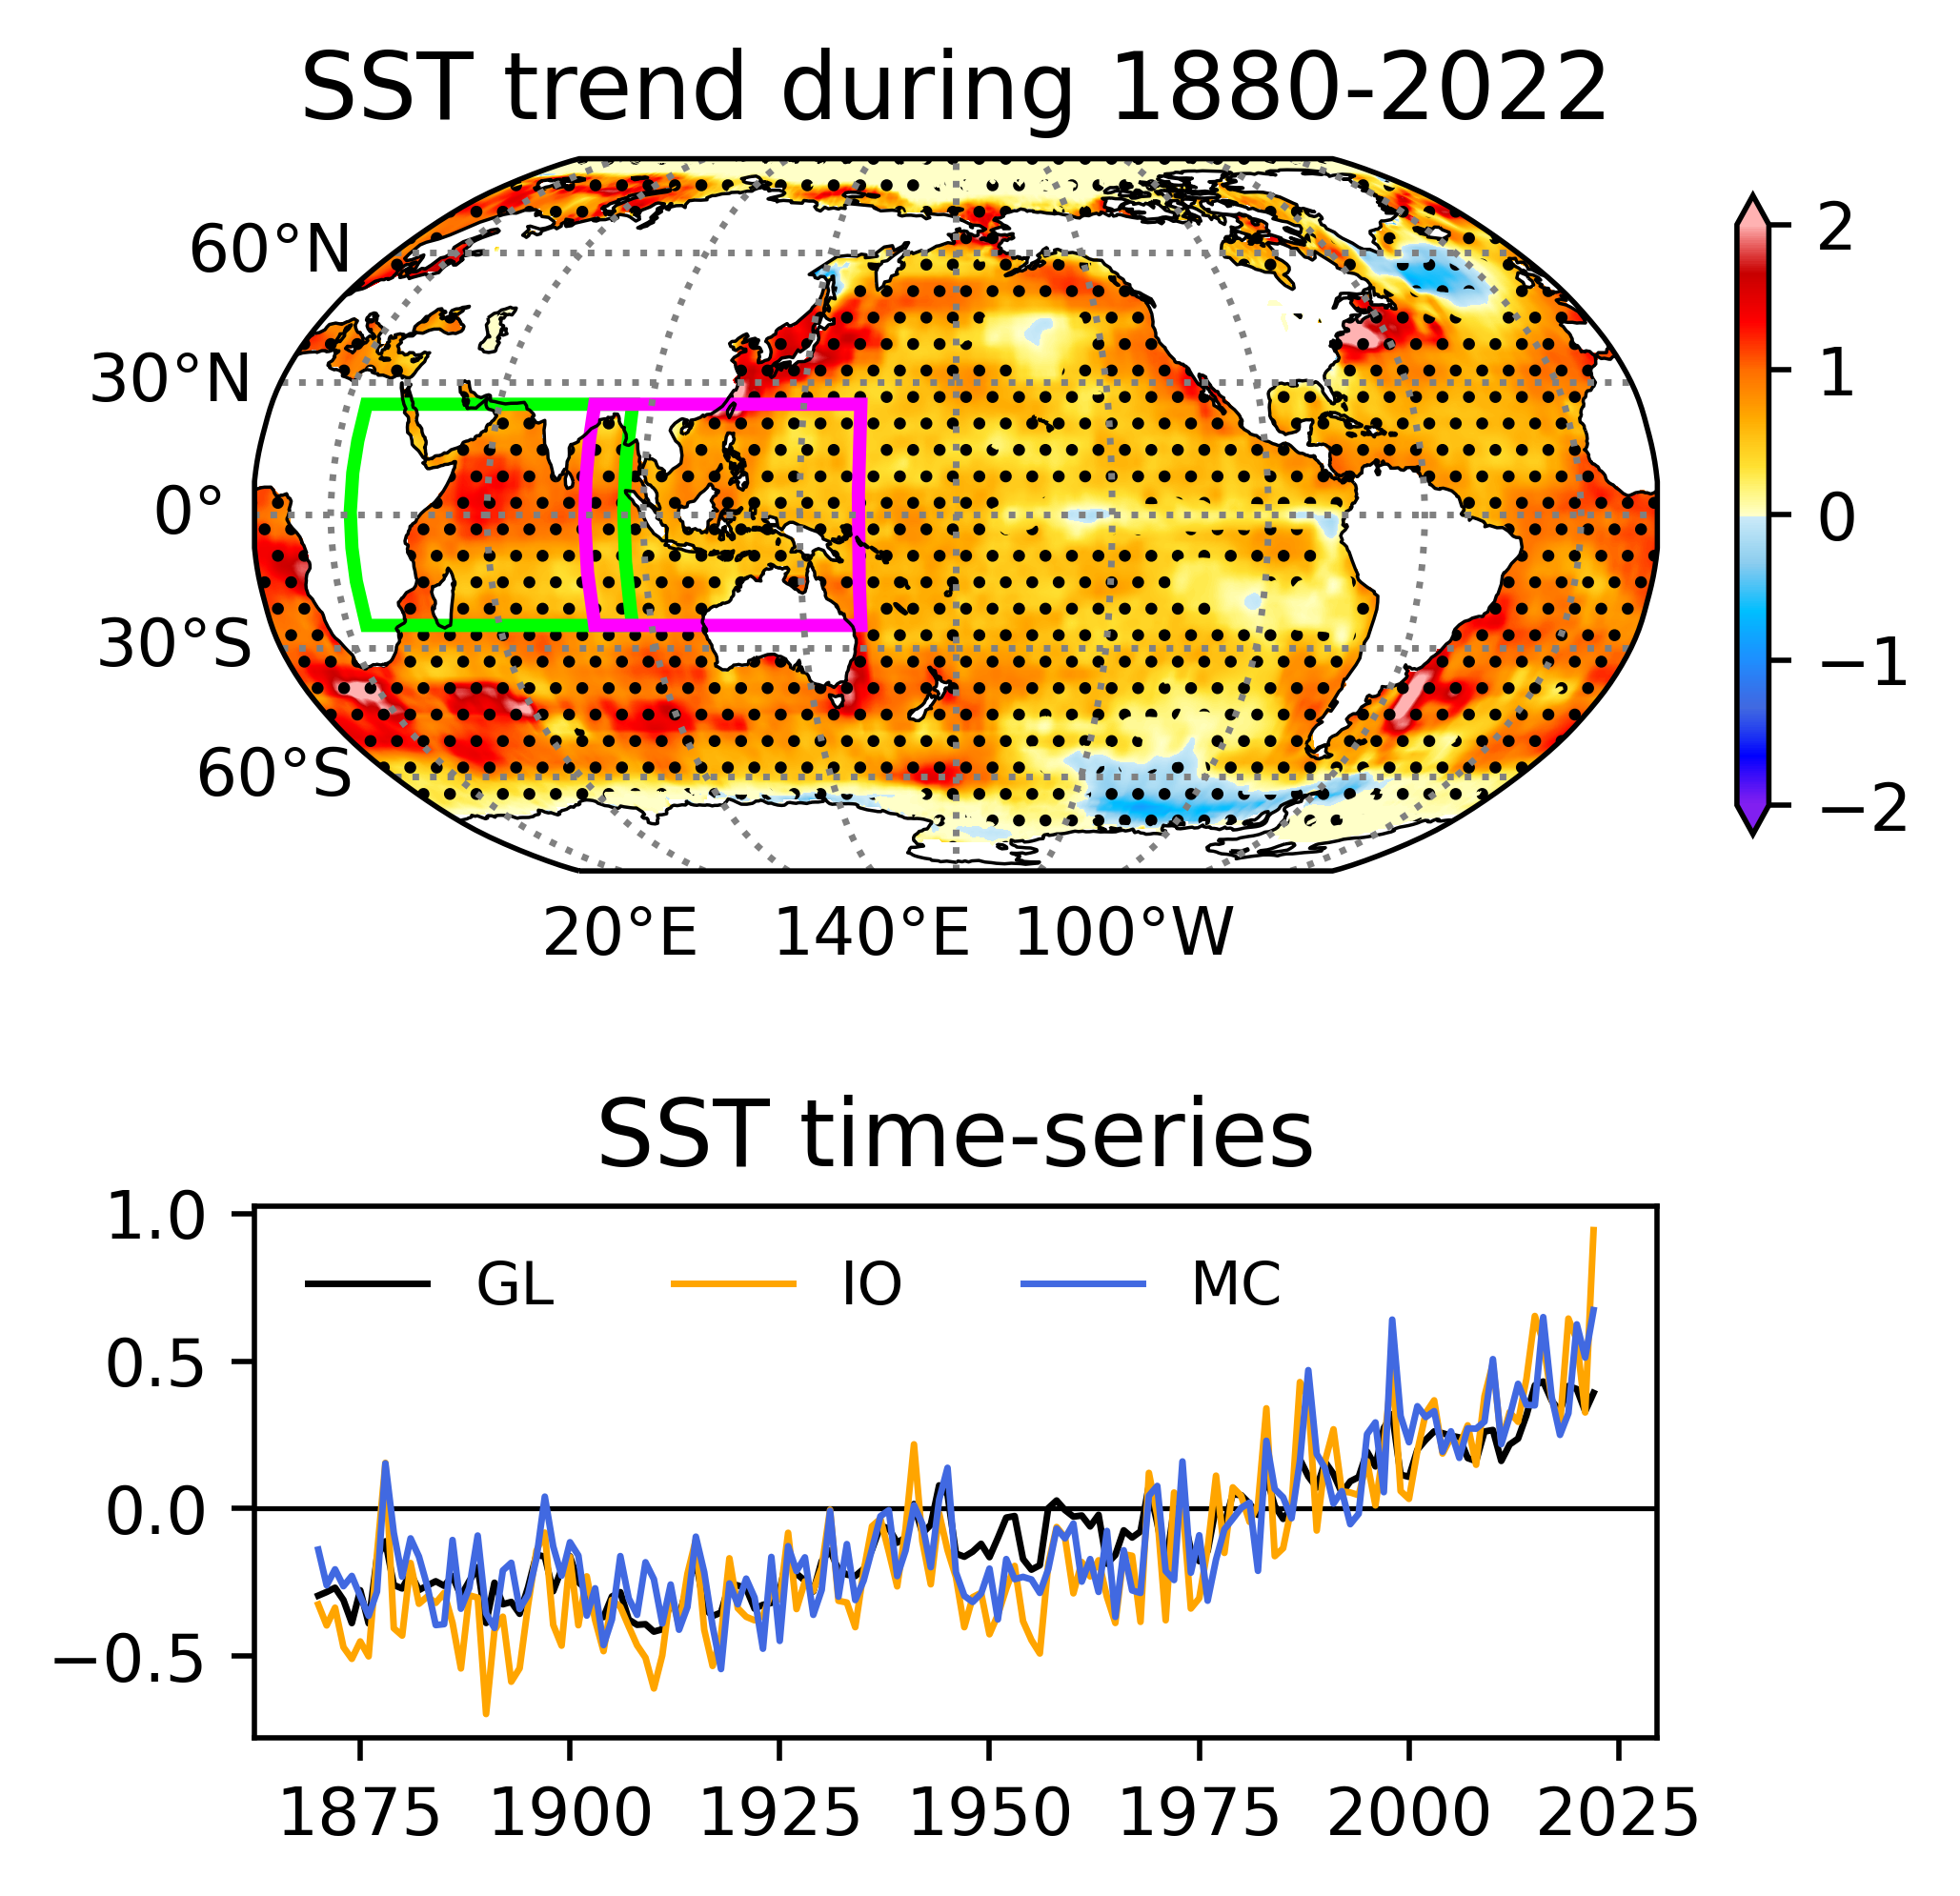 SST trend during 1880-2022
60°N
30°N
0°
30°S
60°S
20°E 140°E 100°W
2
1
0
−1
−2
SST time-series
1.0
0.5
0.0
−0.5
GL IO MC
1875 1900 1925 1950 1975 2000 2025